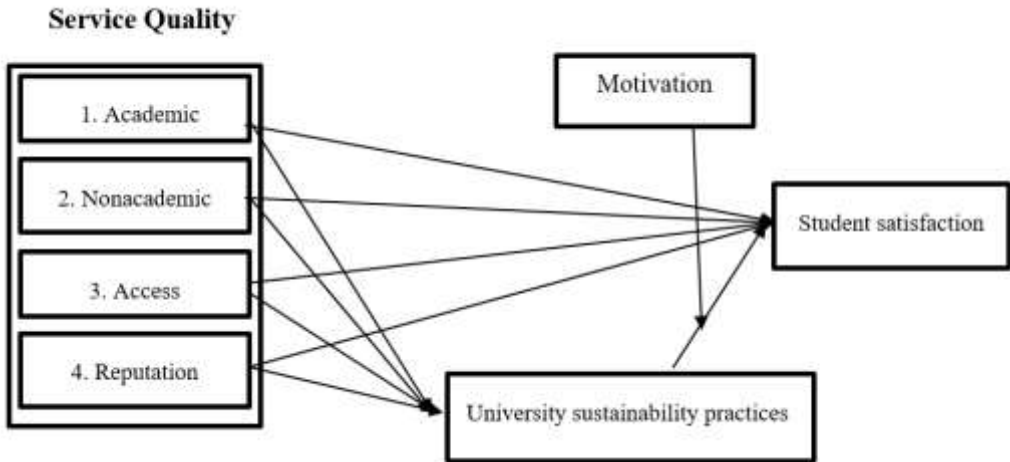 Service Quality
1. Academic
2. Nonacademic
3. Access
4. Reputation
Motivation
Student satisfaction
University sustainability practices